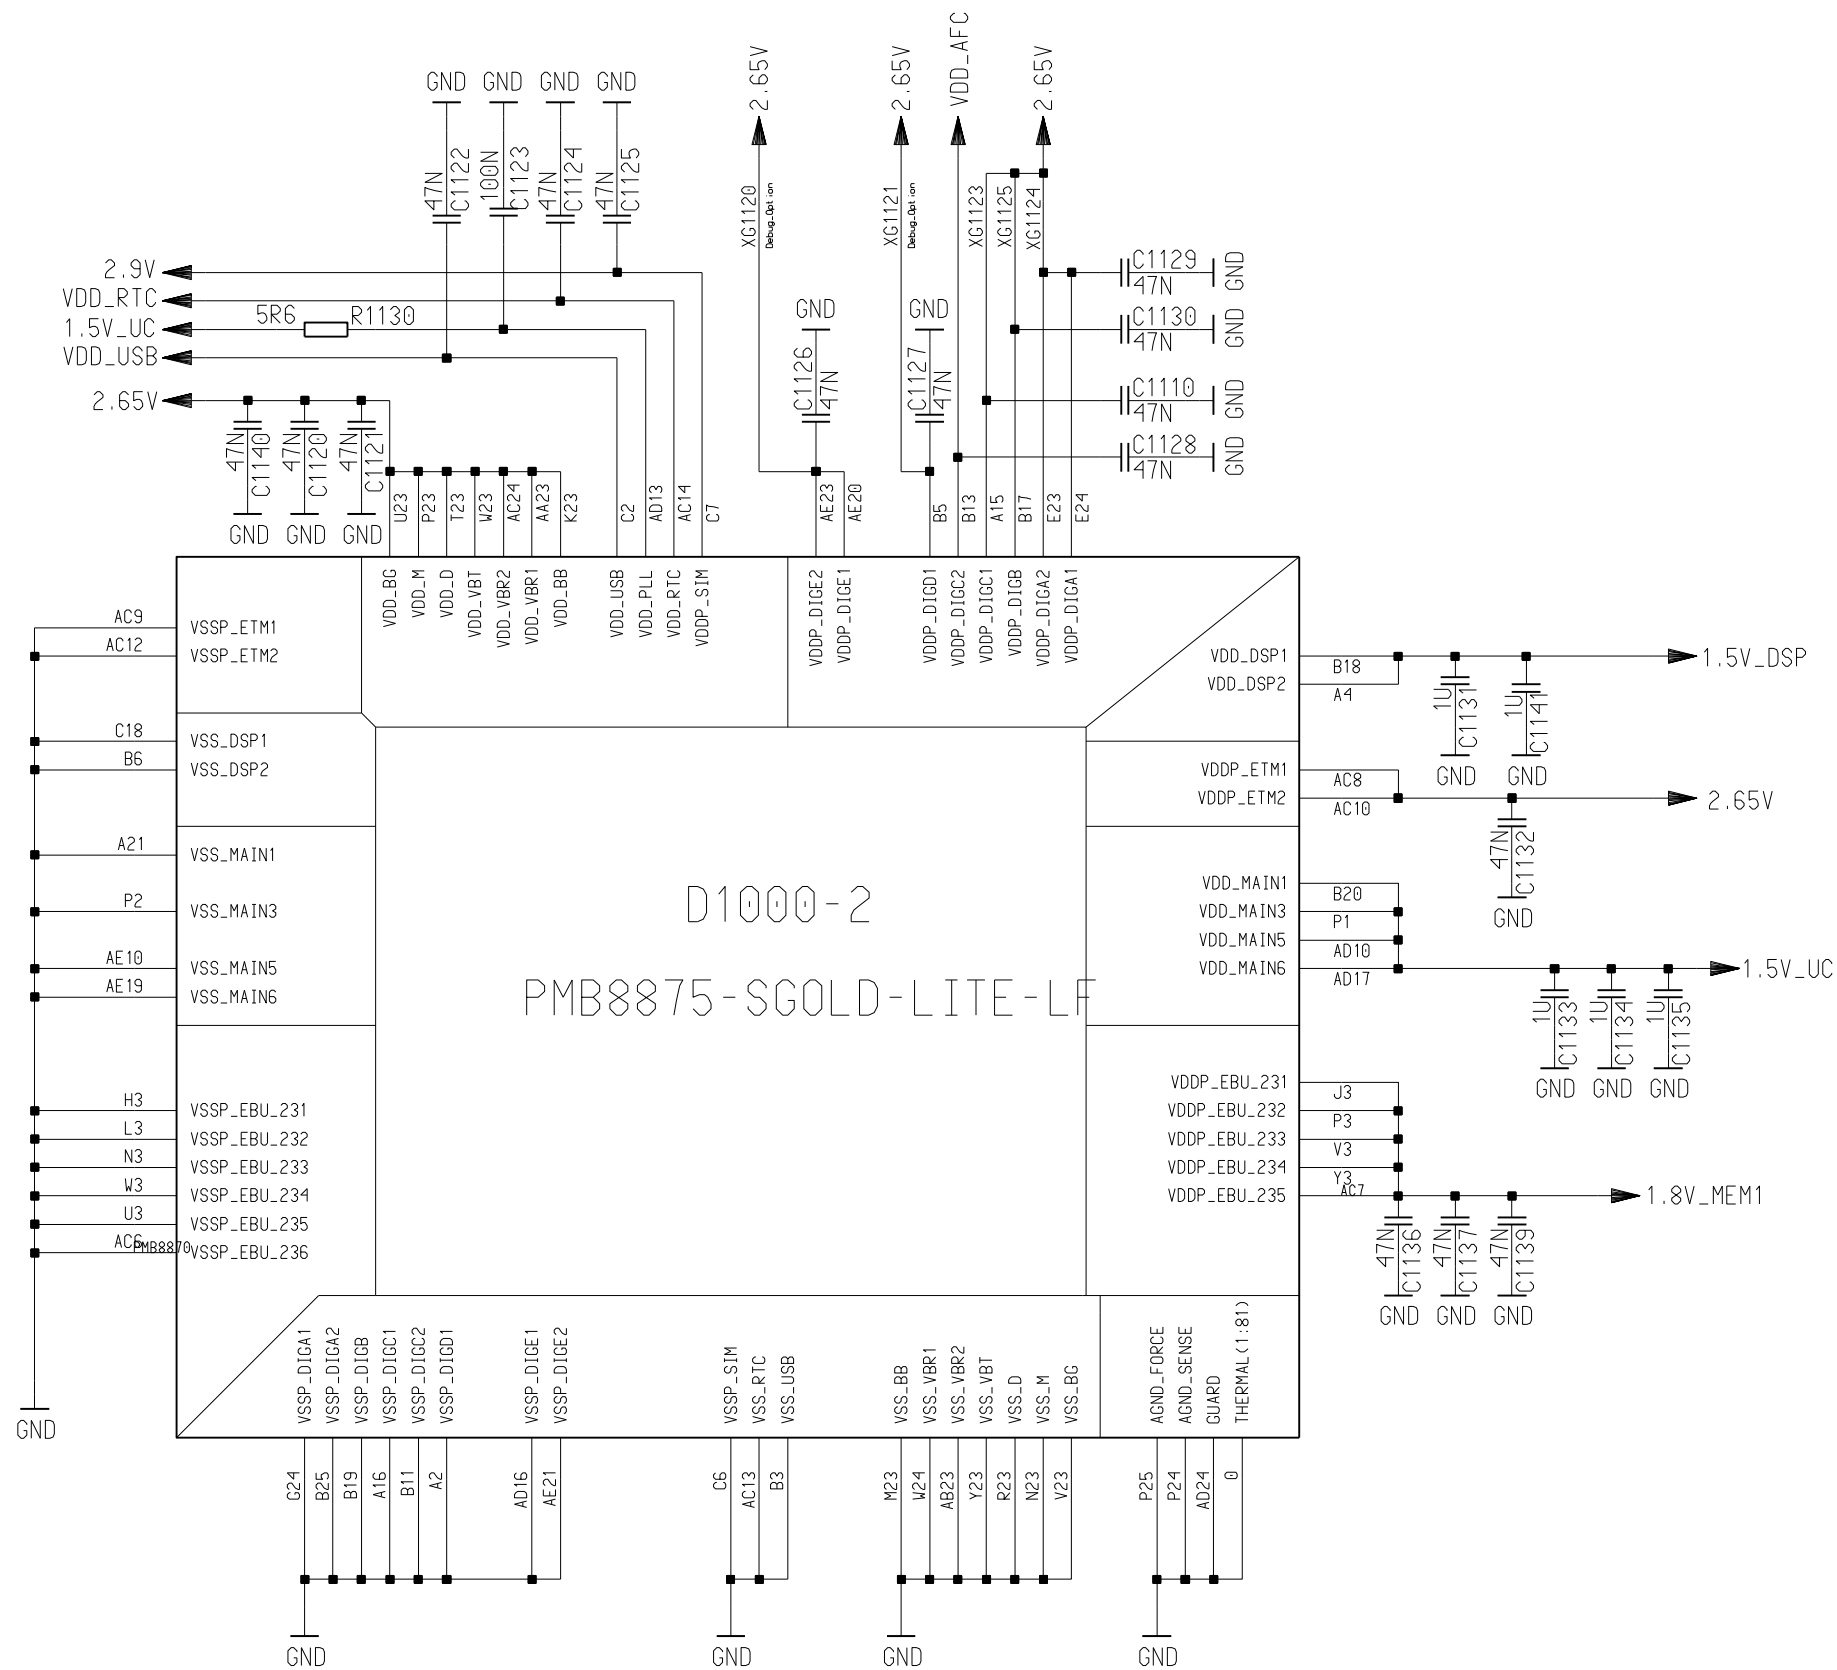 GND GND GND GND
47N C1122
100N C1123
47N C1124
47N C1125
2.65V
2.65V
VDD_AFC
2.65V
XG1120 Debug_Option
XG1121 Debug_Option
XG1123
XG1125
XG1124
2.9V
VDD_RTC
1.5V_UC 5R6 R1130
VDD_USB
2.65V
47N C1140
47N C1120
47N C1121
GND GND GND
GND
C1126 47N
GND
C1127 47N
C1129 47N GND
C1130 47N GND
C1110 47N GND
C1128 47N GND
U23 P23 T23 W23 AC24 AA23 K23 C2 AD13 AC14 C7 AE23 AE20 B5 B13 A15 B17 E23 E24
VDD_BG VDD_M VDD_D VDD_VBT VDD_VBR2 VDD_VBR1 VDD_BB VDD_USB VDD_PLL VDD_RTC VDDP_SIM VDDP_DIGE2 VDDP_DIGE1 VDDP_DIGD1 VDDP_DIGC2 VDDP_DIGC1 VDDP_DIGB VDDP_DIGA2 VDDP_DIGA1
AC9 VSSP_ETM1
AC12 VSSP_ETM2
C18 VSS_DSP1
B6 VSS_DSP2
A21 VSS_MAIN1
P2 VSS_MAIN3
AE10 VSS_MAIN5
AE19 VSS_MAIN6
H3 VSSP_EBU_231
L3 VSSP_EBU_232
N3 VSSP_EBU_233
W3 VSSP_EBU_234
U3 VSSP_EBU_235
AC6 PMB8870 VSSP_EBU_236
GND
D1000-2
PMB8875-SGOLD-LITE-LF
VDD_DSP1 B18 1.5V_DSP
VDD_DSP2 A4
1U C1131
1U C1141
GND GND
VDDP_ETM1 AC8
VDDP_ETM2 AC10 2.65V
47N C1132
GND
VDD_MAIN1 B20
VDD_MAIN3 P1
VDD_MAIN5 AD10
VDD_MAIN6 AD17 1.5V_UC
1U C1133
1U C1134
1U C1135
GND GND GND
VDDP_EBU_231 J3
VDDP_EBU_232 P3
VDDP_EBU_233 V3
VDDP_EBU_234 Y3
VDDP_EBU_235 AC7 1.8V_MEM1
47N C1136
47N C1137
47N C1139
GND GND GND
VSSP_DIGA1 VSSP_DIGA2 VSSP_DIGB VSSP_DIGC1 VSSP_DIGC2 VSSP_DIGD1 VSSP_DIGE1 VSSP_DIGE2 VSSP_SIM VSS_RTC VSS_USB VSS_BB VSS_VBR1 VSS_VBR2 VSS_VBT VSS_D VSS_M VSS_BG AGND_FORCE AGND_SENSE GUARD THERMAL(1:81)
G24 B25 B19 A16 B11 A2 AD16 AE21 C6 AC13 B3 M23 W24 AB23 Y23 R23 N23 V23 P25 P24 AD24 0
GND GND GND GND